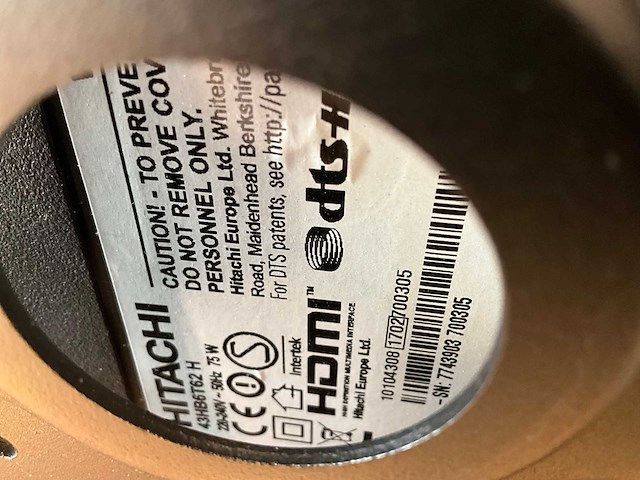 HITACHI
43HB6T62 H
220-240V ~ 50Hz 75 W
CAUTION! - TO PREVE
DO NOT REMOVE COV
PERSONNEL ONLY.
Hitachi Europe Ltd. Whitebr
Road, Maidenhead Berkshire
For DTS patents, see http://pa
CE
S
Intertek
HDMI™
HIGH DEFINITION MULTIMEDIA INTERFACE
dts-H
Hitachi Europe Ltd.
10104308 1702 700305
- SN: 7743903 700305